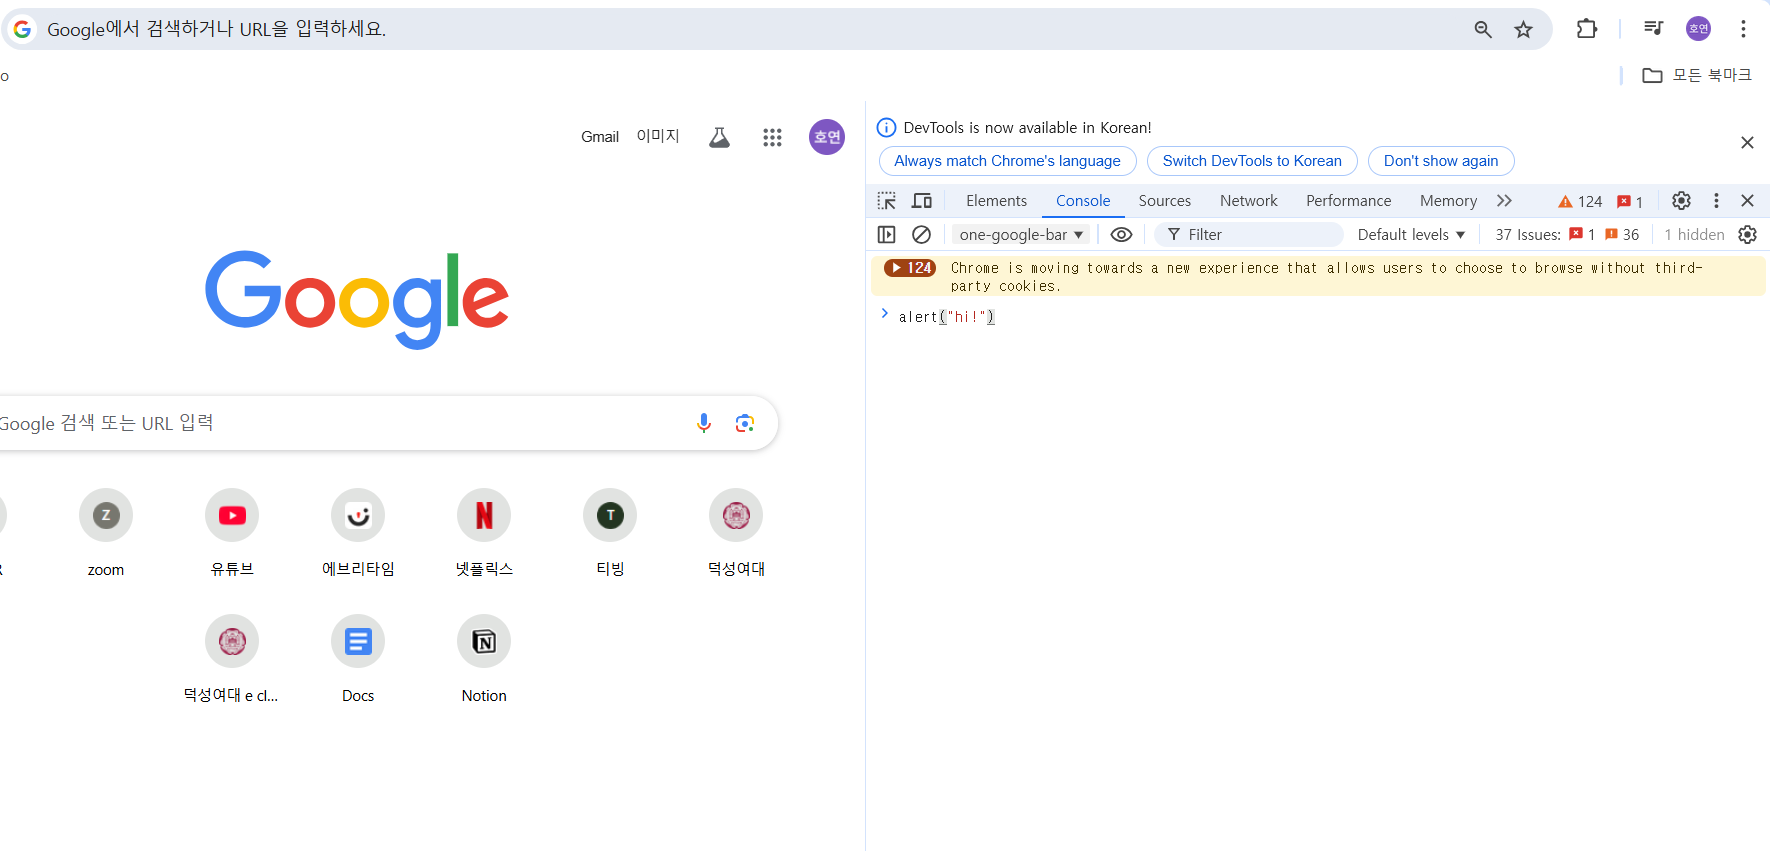 Google에서 검색하거나 URL을 입력하세요.
호연
o
모든 북마크
Gmail 이미지
호연
Google
Google 검색 또는 URL 입력
Z
T
zoom
유튜브
에브리타임
넷플릭스
티빙
덕성여대
덕성여대 e cl...
Docs
Notion
DevTools is now available in Korean!
Always match Chrome's language
Switch DevTools to Korean
Don't show again
Elements Console Sources Network Performance Memory 124 1
one-google-bar Filter Default levels 37 Issues: 1 36 1 hidden
124 Chrome is moving towards a new experience that allows users to choose to browse without third-
party cookies.
> alert("hi!")